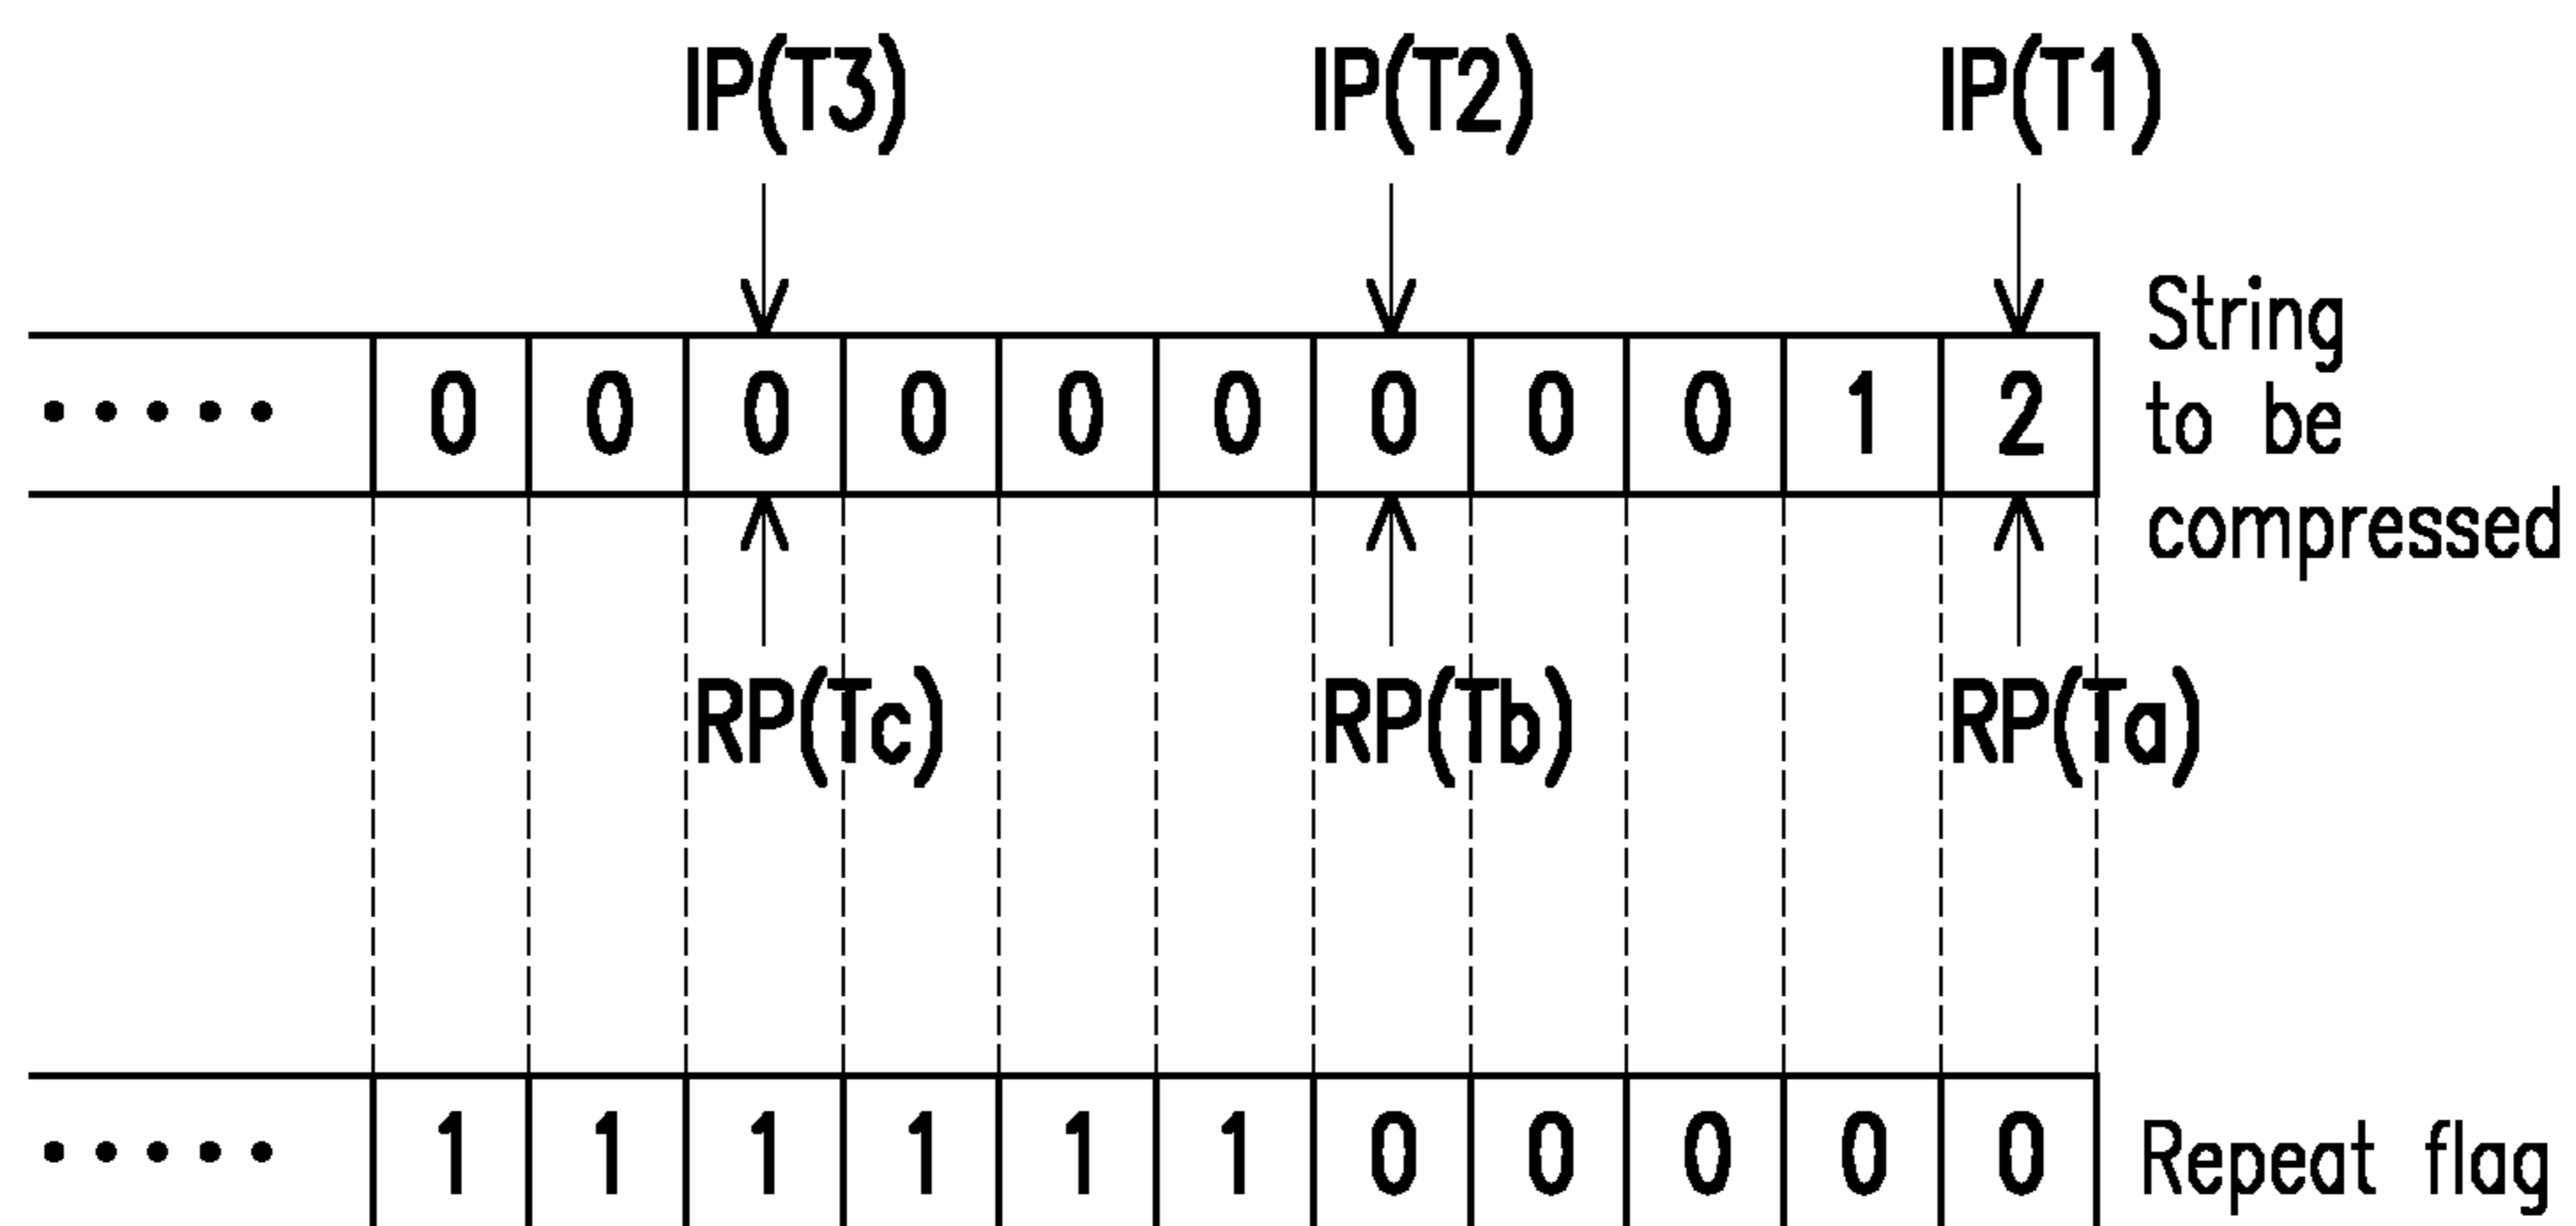 IP(T3) IP(T2) IP(T1)
..... 0 0 0 0 0 0 0 0 0 1 2
String
to be
compressed
RP(Tc) RP(Tb) RP(Ta)
..... 1 1 1 1 1 1 0 0 0 0 0 Repeat flag